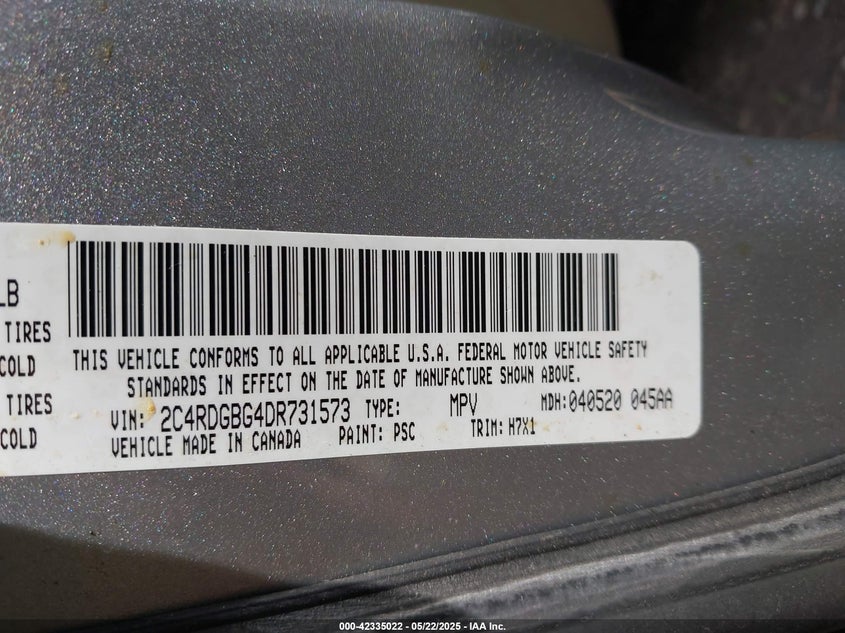 LB
TIRES
COLD
TIRES
COLD
THIS VEHICLE CONFORMS TO ALL APPLICABLE U.S.A. FEDERAL MOTOR VEHICLE SAFETY
STANDARDS IN EFFECT ON THE DATE OF MANUFACTURE SHOWN ABOVE.
VIN: 2C4RDGBG4DR731573 TYPE: MPV MDH:040520 045AA
VEHICLE MADE IN CANADA PAINT: PSC TRIM: H7X1
000-42335022 - 05/22/2025 - IAA Inc.